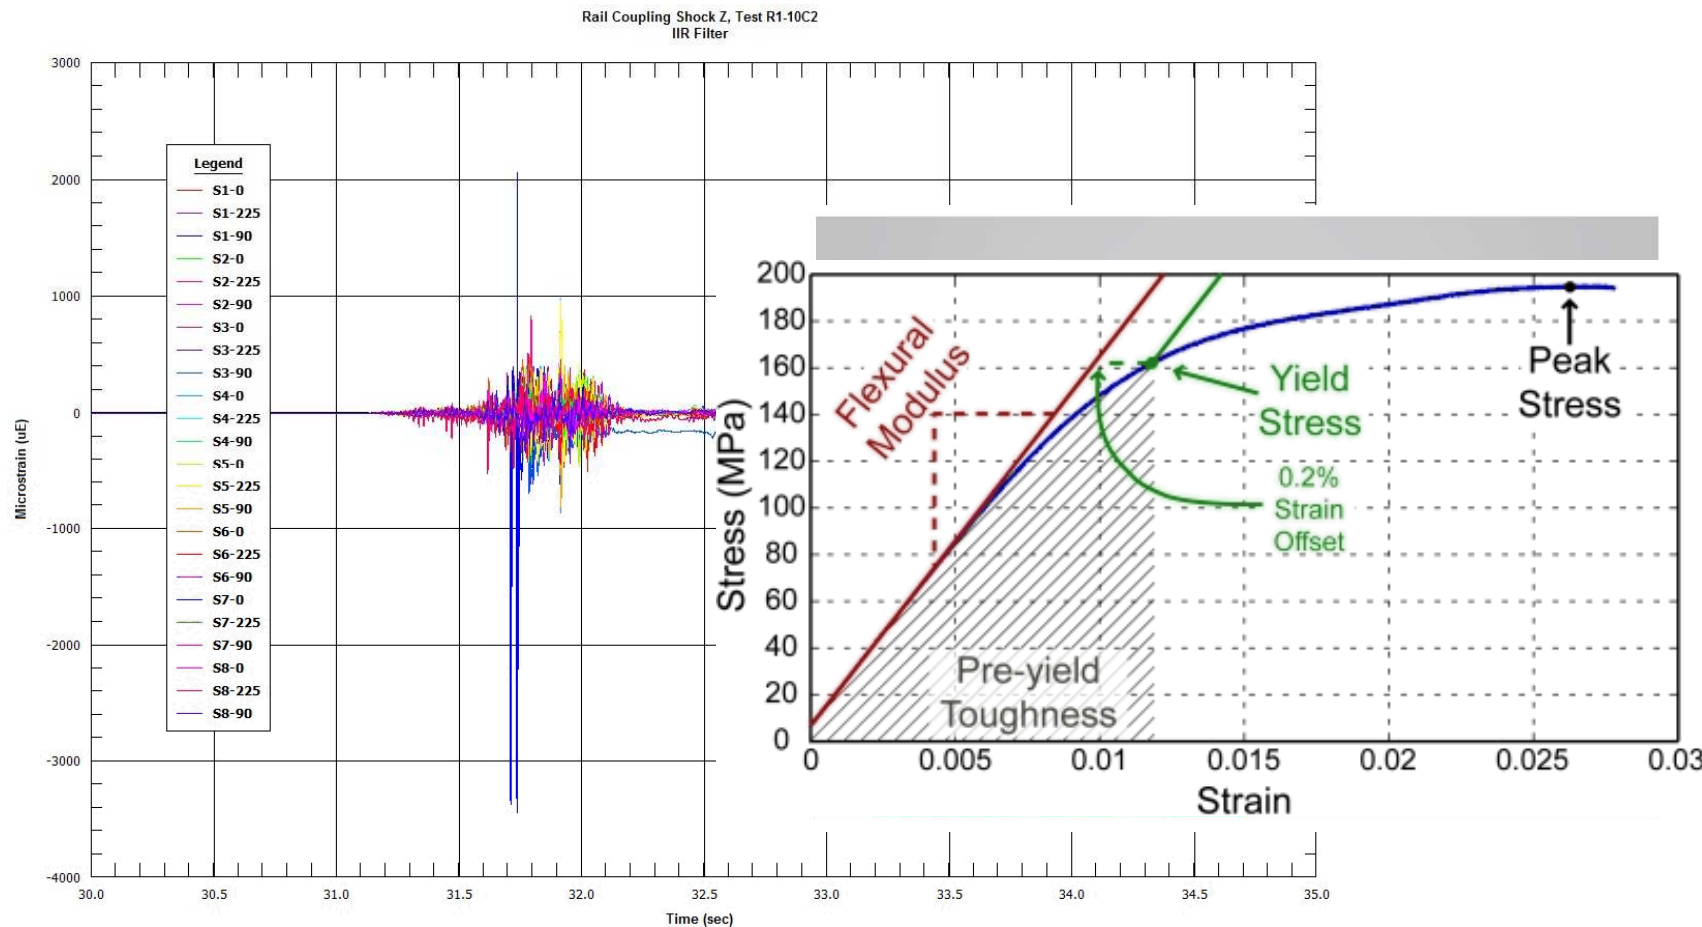 Rail Coupling Shock Z, Test R1-10C2
IIR Filter
3000
2000
1000
0
-1000
-2000
-3000
-4000
Microstrain (uE)
Legend
S1-0
S1-225
S1-90
S2-0
S2-225
S2-90
S3-0
S3-225
S3-90
S4-0
S4-225
S4-90
S5-0
S5-225
S5-90
S6-0
S6-225
S6-90
S7-0
S7-225
S7-90
S8-0
S8-225
S8-90
30.0
30.5
31.0
31.5
32.0
32.5
33.0
33.5
34.0
34.5
35.0
Time (sec)
200
180
160
140
120
100
80
60
40
20
0
Stress (MPa)
Flexural
Modulus
Yield
Stress
0.2%
Strain
Offset
Peak
Stress
Pre-yield
Toughness
0
0.005
0.01
0.015
0.02
0.025
0.03
Strain